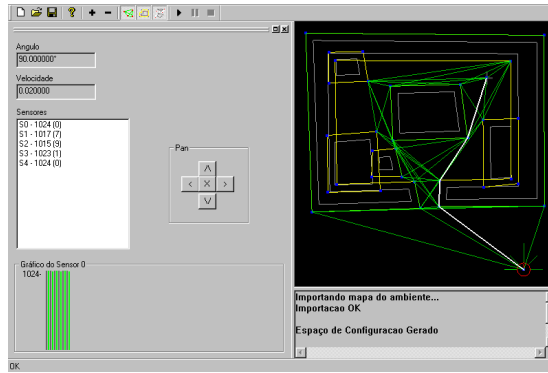 Angulo
90.000000°
Velocidade
0.020000
Sensores
S0 - 1024 (0)
S1 - 1017 (7)
S2 - 1015 (9)
S3 - 1023 (1)
S4 - 1024 (0)
Pan
Λ
< X >
V
Gráfico do Sensor 0
1024-
Importando mapa do ambiente...
Importacao OK
Espaço de Configuracao Gerado
OK